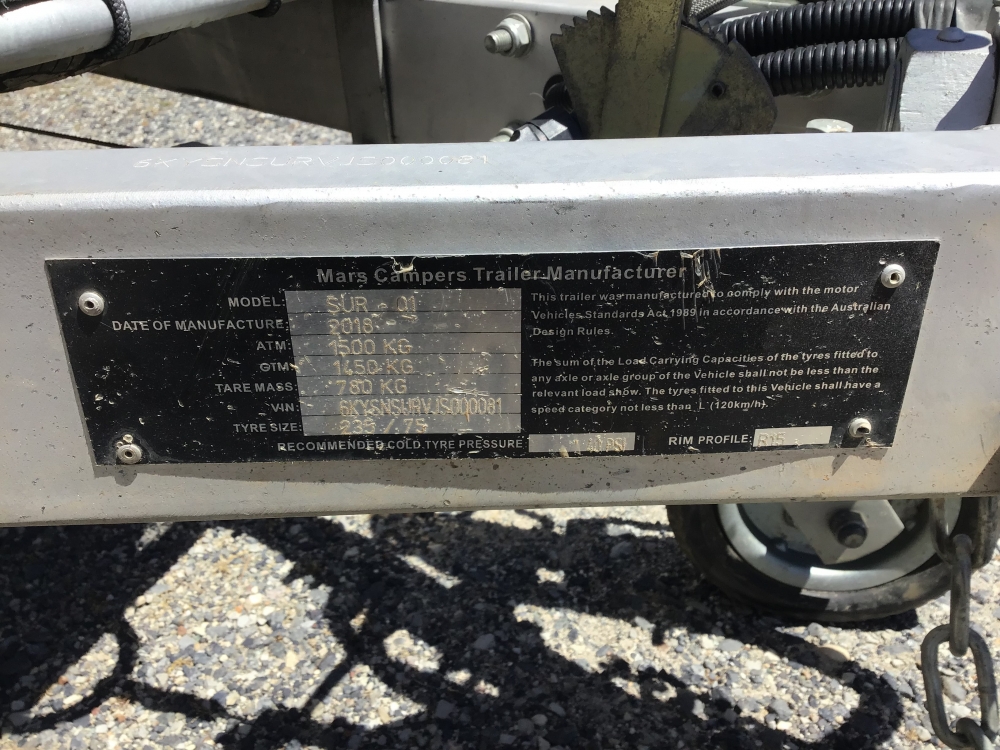 Mars Campers Trailer Manufacturer
MODEL: SUR - 01
DATE OF MANUFACTURE: 2018 -
ATM: 1500 KG
GTM: 1450 KG
TARE MASS: 780 KG
VIN: 6KYSNSURVJS000081
TYRE SIZE: 235 / 75
RECOMMENDED COLD TYRE PRESSURE 40 PSI
RIM PROFILE: R15
This trailer was manufactured to comply with the motor
Vehicles Standards Act 1989 in accordance with the Australian
Design Rules.
The sum of the Load Carrying Capacities of the tyres fitted to
any axle or axle group of the Vehicle shall not be less than the
relevant load show. The tyres fitted to this Vehicle shall have a
speed category not less than 'L' (120km/h).